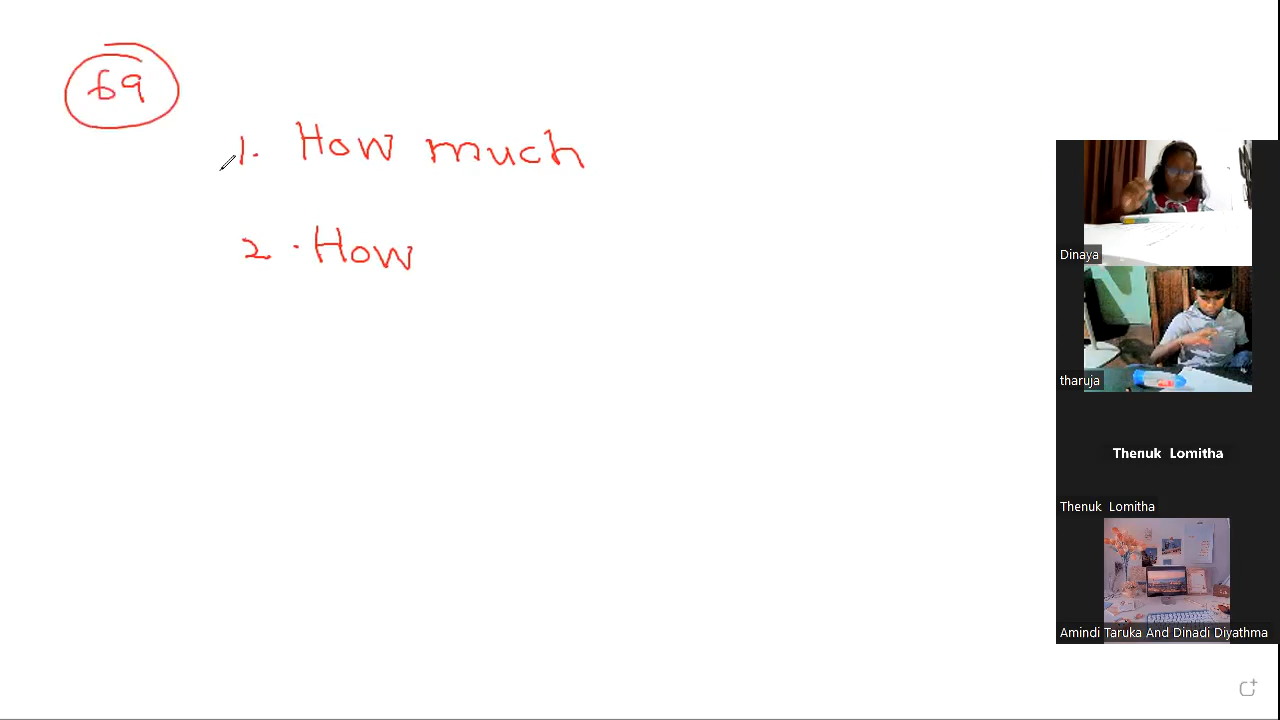 69
1. How much
2. How
Dinaya
tharuja
Thenuk Lomitha
Thenuk Lomitha
Amindi Taruka And Dinadi Diyathma